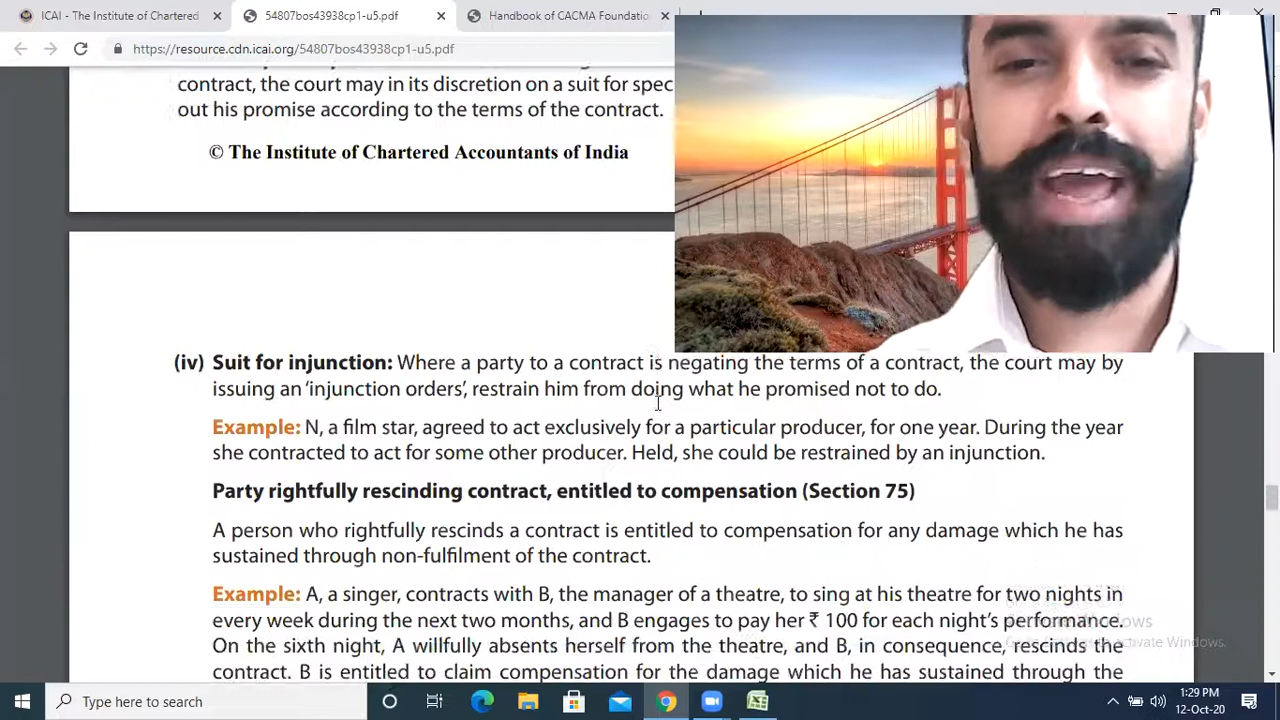 ICAI - The Institute of Chartered
54807bos43938cp1-u5.pdf
Handbook of CACMA Foundatio
https://resource.cdn.icai.org/54807bos43938cp1-u5.pdf
contract, the court may in its discretion on a suit for spec
out his promise according to the terms of the contract.
© The Institute of Chartered Accountants of India
(iv) Suit for injunction: Where a party to a contract is negating the terms of a contract, the court may by
issuing an ‘injunction orders’, restrain him from doing what he promised not to do.
Example: N, a film star, agreed to act exclusively for a particular producer, for one year. During the year
she contracted to act for some other producer. Held, she could be restrained by an injunction.
Party rightfully rescinding contract, entitled to compensation (Section 75)
A person who rightfully rescinds a contract is entitled to compensation for any damage which he has
sustained through non-fulfilment of the contract.
Example: A, a singer, contracts with B, the manager of a theatre, to sing at his theatre for two nights in
every week during the next two months, and B engages to pay her ₹ 100 for each night’s performance.
On the sixth night, A willfully absents herself from the theatre, and B, in consequence, rescinds the
contract. B is entitled to claim compensation for the damage which he has sustained through the
Type here to search
1:29 PM
12-Oct-20